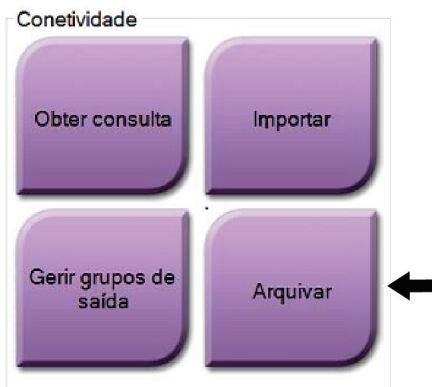 Conetividade
Obter consulta
Importar
Gerir grupos de
saída
Arquivar